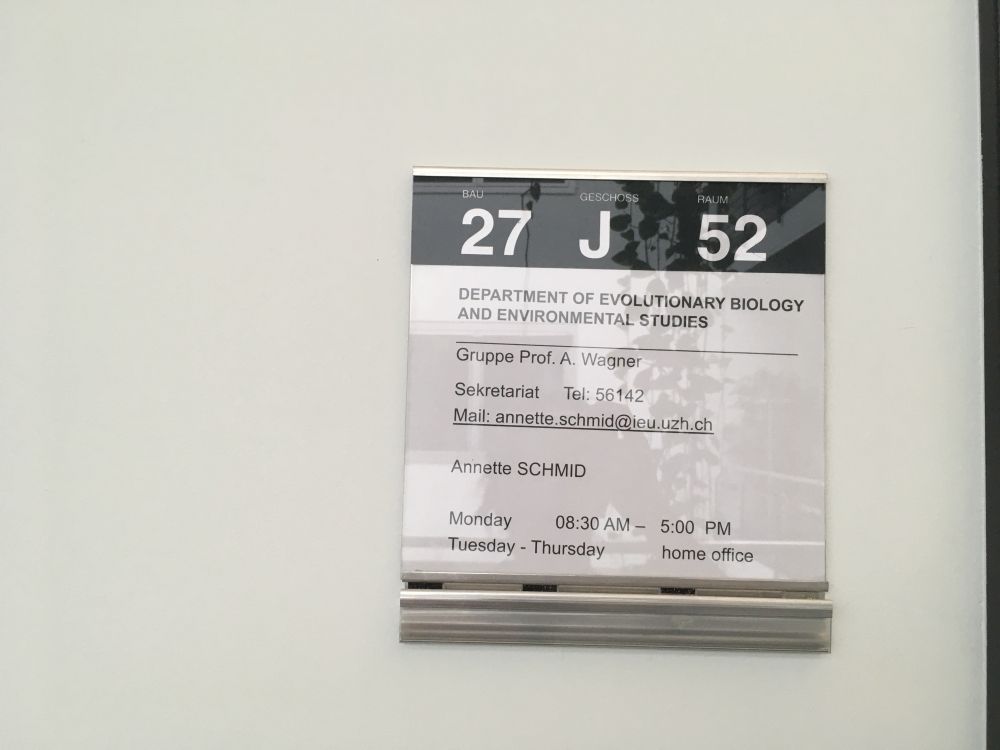 BAU GESCHOSS RAUM
27 J 52
DEPARTMENT OF EVOLUTIONARY BIOLOGY
AND ENVIRONMENTAL STUDIES
Gruppe Prof. A. Wagner
Sekretariat Tel: 56142
Mail: annette.schmid@ieu.uzh.ch
Annette SCHMID
Monday 08:30 AM – 5:00 PM
Tuesday - Thursday home office